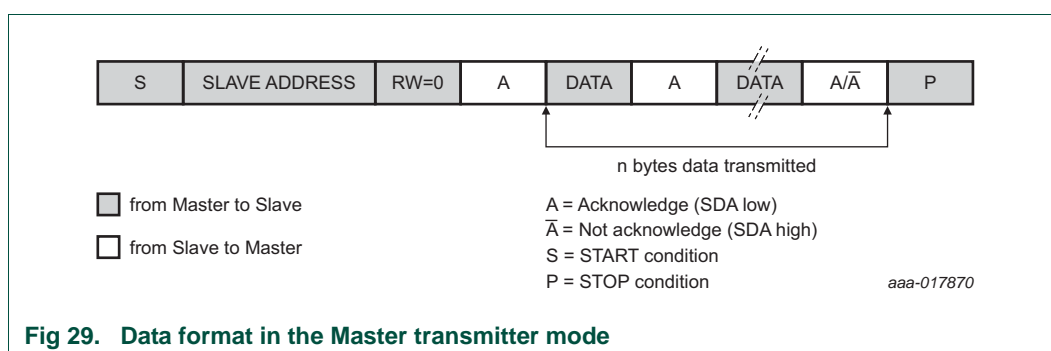 S SLAVE ADDRESS RW=0 A DATA A DATA A/A̅ P
n bytes data transmitted
from Master to Slave
from Slave to Master
A = Acknowledge (SDA low)
A̅ = Not acknowledge (SDA high)
S = START condition
P = STOP condition
aaa-017870
Fig 29. Data format in the Master transmitter mode